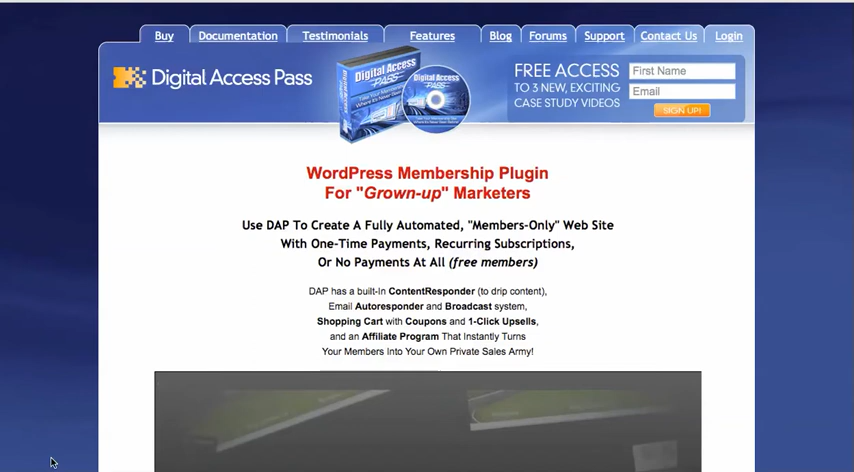 Buy Documentation Testimonials Features Blog Forums Support Contact Us Login
Digital Access Pass
Digital Access
PASS
FREE ACCESS
TO 3 NEW, EXCITING
CASE STUDY VIDEOS
First Name
Email
SIGN UP!
WordPress Membership Plugin
For "Grown-up" Marketers
Use DAP To Create A Fully Automated, "Members-Only" Web Site
With One-Time Payments, Recurring Subscriptions,
Or No Payments At All (free members)
DAP has a built-In ContentResponder (to drip content),
Email Autoresponder and Broadcast system,
Shopping Cart with Coupons and 1-Click Upsells,
and an Affiliate Program That Instantly Turns
Your Members Into Your Own Private Sales Army!